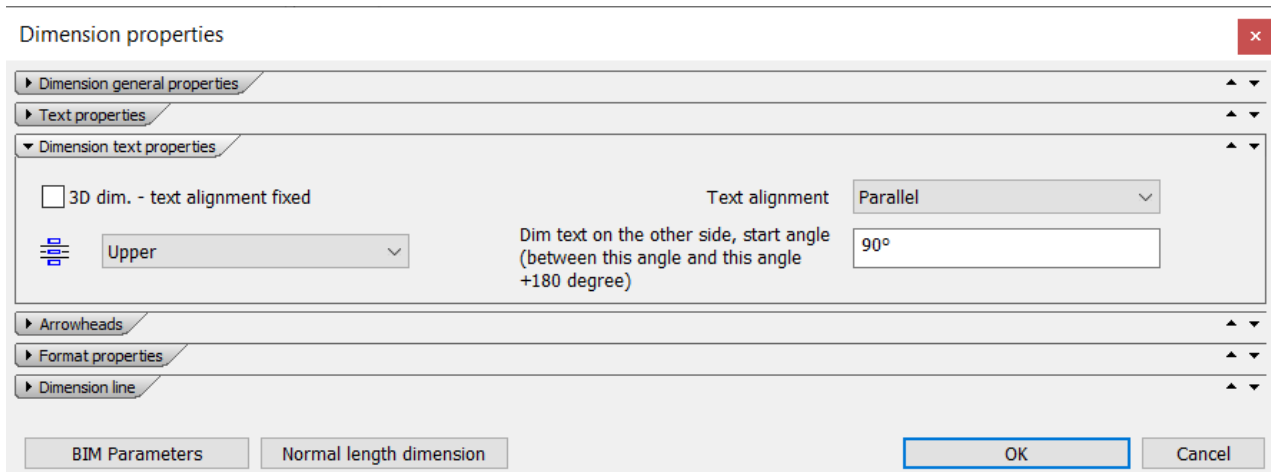 Dimension properties
Dimension general properties
Text properties
Dimension text properties
3D dim. - text alignment fixed
Text alignment
Parallel
Upper
Dim text on the other side, start angle
(between this angle and this angle
+180 degree)
90º
Arrowheads
Format properties
Dimension line
BIM Parameters
Normal length dimension
OK
Cancel